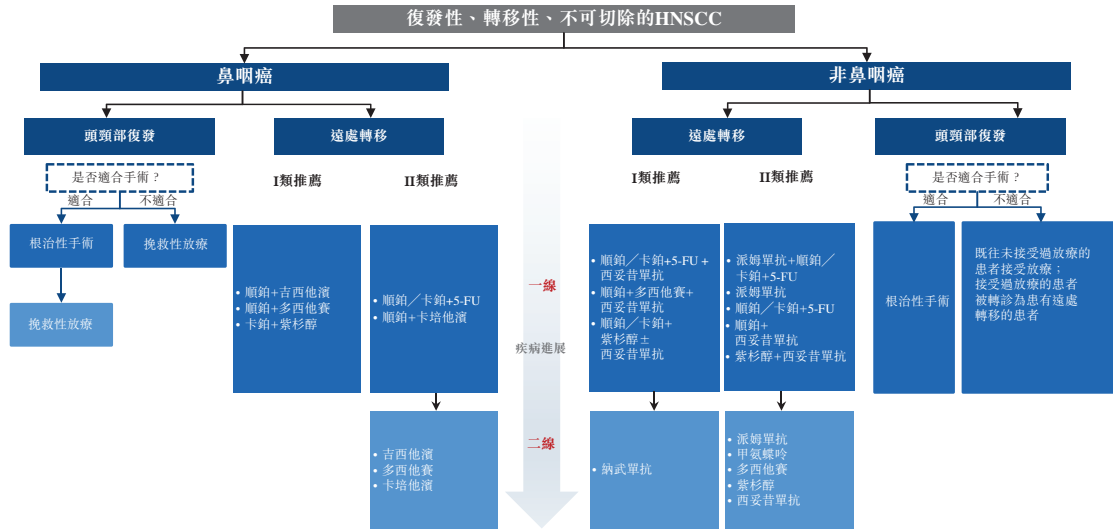 復發性、轉移性、不可切除的HNSCC
鼻咽癌
非鼻咽癌
頭頸部復發
遠處轉移
遠處轉移
頭頸部復發
是否適合手術？
適合
不適合
I類推薦
II類推薦
I類推薦
II類推薦
是否適合手術？
適合
不適合
根治性手術
挽救性放療
挽救性放療
• 順鉑+吉西他濱
• 順鉑+多西他賽
• 卡鉑+紫杉醇
• 順鉑／卡鉑+5-FU
• 順鉑+卡培他濱
一線
疾病進展
二線
• 順鉑／卡鉑+5-FU +
西妥昔單抗
• 順鉑+多西他賽+
西妥昔單抗
• 順鉑／卡鉑+
紫杉醇±
西妥昔單抗
• 派姆單抗+順鉑／
卡鉑+5-FU
• 派姆單抗
• 順鉑／卡鉑+5-FU
• 順鉑+
西妥昔單抗
• 紫杉醇+西妥昔單抗
根治性手術
既往未接受過放療的
患者接受放療；
接受過放療的患者
被轉診為患有遠處
轉移的患者
• 吉西他濱
• 多西他賽
• 卡培他濱
• 納武單抗
• 派姆單抗
• 甲氨蝶呤
• 多西他賽
• 紫杉醇
• 西妥昔單抗